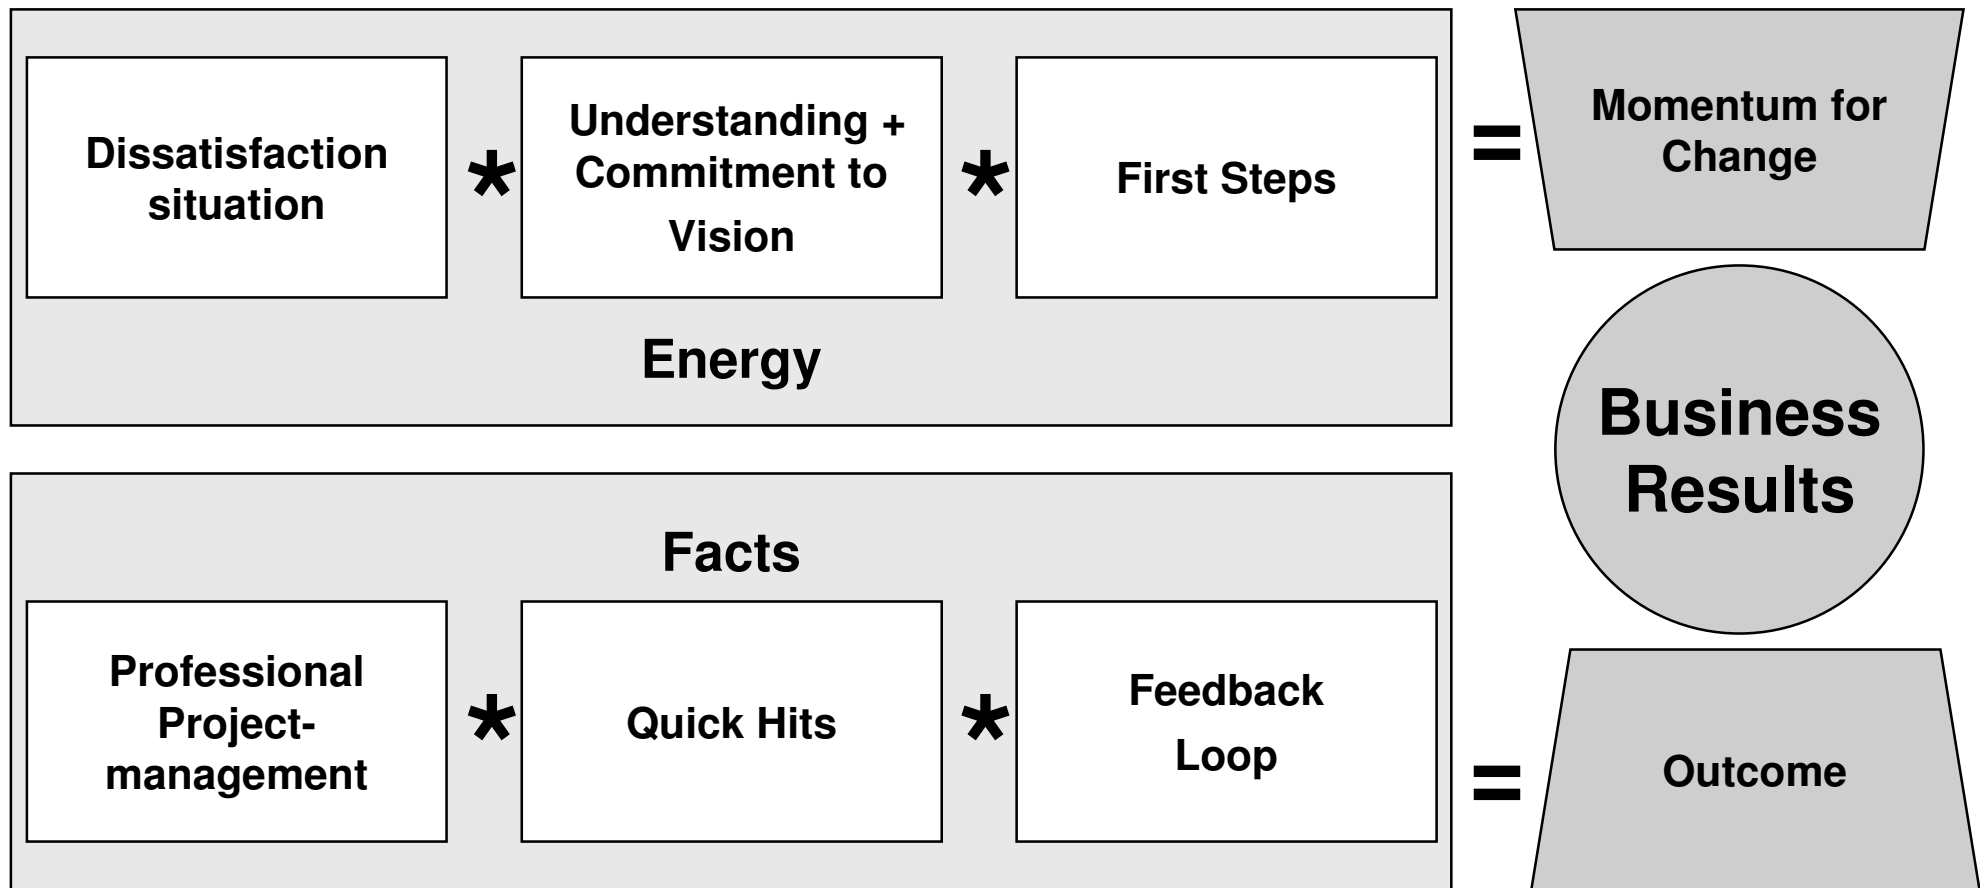 Dissatisfaction
situation
*
Understanding +
Commitment to
Vision
*
First Steps
=
Momentum for
Change
Energy
Business
Results
Facts
Professional
Project-
management
*
Quick Hits
*
Feedback
Loop
=
Outcome